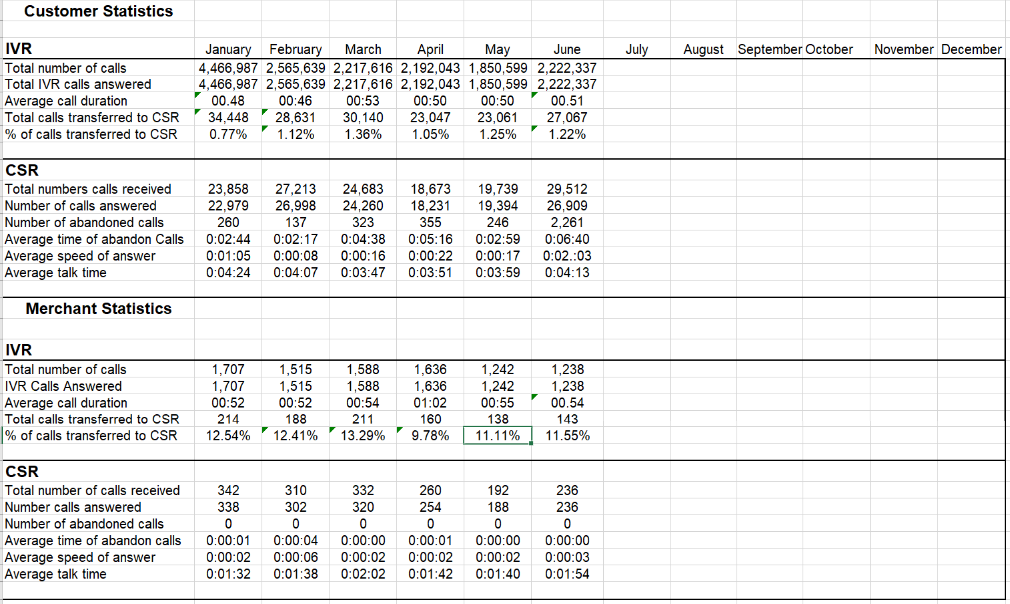 Customer Statistics
IVR January February March April May June July August September October November December
Total number of calls 4,466,987 2,565,639 2,217,616 2,192,043 1,850,599 2,222,337
Total IVR calls answered 4,466,987 2,565,639 2,217,616 2,192,043 1,850,599 2,222,337
Average call duration 00.48 00:46 00:53 00:50 00:50 00.51
Total calls transferred to CSR 34,448 28,631 30,140 23,047 23,061 27,067
% of calls transferred to CSR 0.77% 1.12% 1.36% 1.05% 1.25% 1.22%
CSR
Total numbers calls received 23,858 27,213 24,683 18,673 19,739 29,512
Number of calls answered 22,979 26,998 24,260 18,231 19,394 26,909
Number of abandoned calls 260 137 323 355 246 2,261
Average time of abandon Calls 0:02:44 0:02:17 0:04:38 0:05:16 0:02:59 0:06:40
Average speed of answer 0:01:05 0:00:08 0:00:16 0:00:22 0:00:17 0:02.:03
Average talk time 0:04:24 0:04:07 0:03:47 0:03:51 0:03:59 0:04:13
Merchant Statistics
IVR
Total number of calls 1,707 1,515 1,588 1,636 1,242 1,238
IVR Calls Answered 1,707 1,515 1,588 1,636 1,242 1,238
Average call duration 00:52 00:52 00:54 01:02 00:55 00.54
Total calls transferred to CSR 214 188 211 160 138 143
% of calls transferred to CSR 12.54% 12.41% 13.29% 9.78% 11.11% 11.55%
CSR
Total number of calls received 342 310 332 260 192 236
Number calls answered 338 302 320 254 188 236
Number of abandoned calls 0 0 0 0 0 0
Average time of abandon calls 0:00:01 0:00:04 0:00:00 0:00:01 0:00:00 0:00:00
Average speed of answer 0:00:02 0:00:06 0:00:02 0:00:02 0:00:02 0:00:03
Average talk time 0:01:32 0:01:38 0:02:02 0:01:42 0:01:40 0:01:54